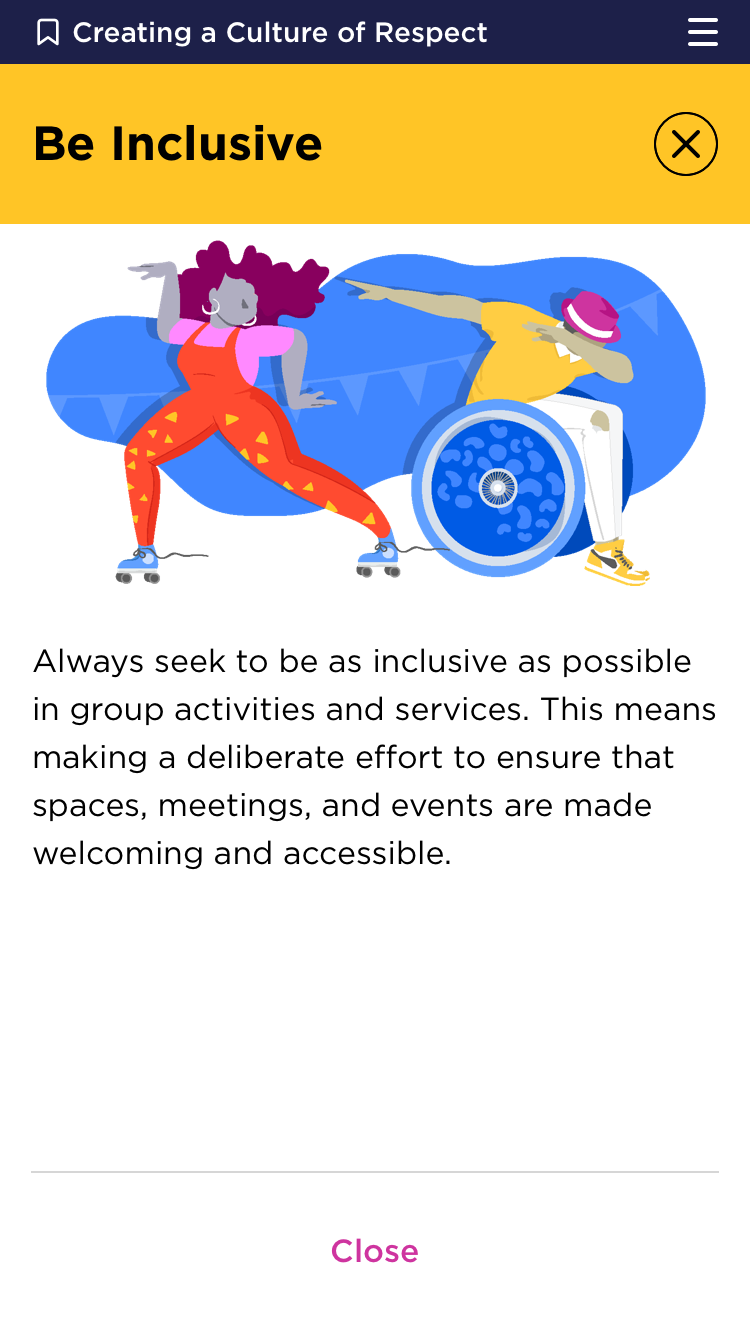 Creating a Culture of Respect
Be Inclusive
Always seek to be as inclusive as possible
in group activities and services. This means
making a deliberate effort to ensure that
spaces, meetings, and events are made
welcoming and accessible.
Close